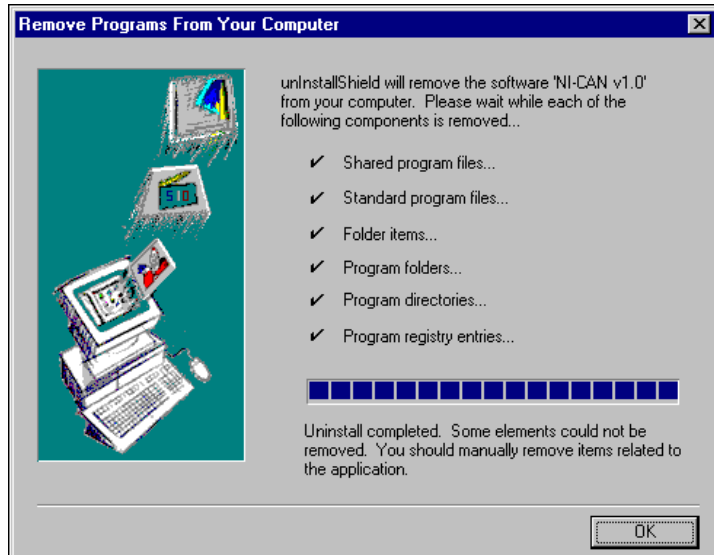 Remove Programs From Your Computer
unInstallShield will remove the software 'NI-CAN v1.0'
from your computer.  Please wait while each of the
following components is removed...
✔ Shared program files...
✔ Standard program files...
✔ Folder items...
✔ Program folders...
✔ Program directories...
✔ Program registry entries...
Uninstall completed.  Some elements could not be
removed.  You should manually remove items related to
the application.
OK